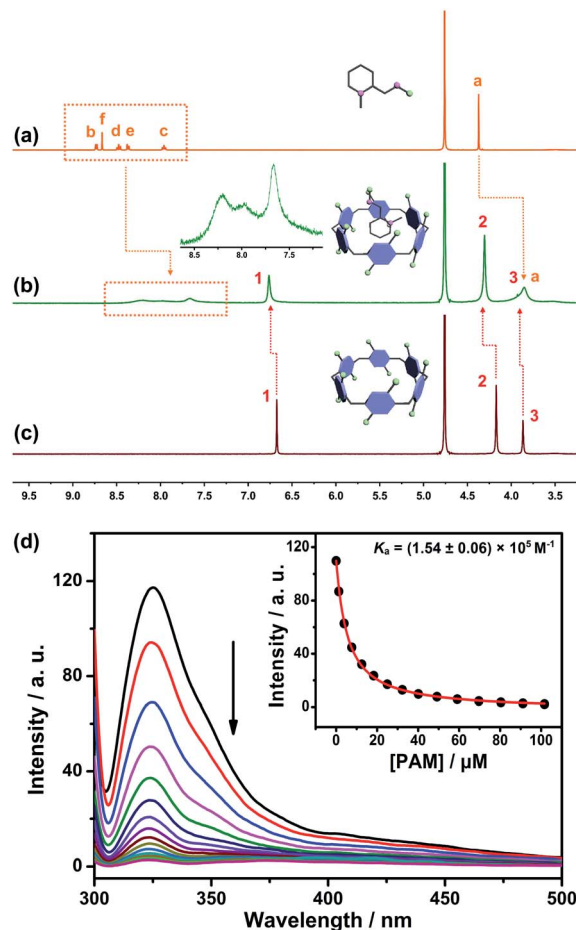 a
(a)
f
b d e c
2
1
3 a
8.5 8.0 7.5
(b)
1
2
3
(c)
9.5 9.0 8.5 8.0 7.5 7.0 6.5 6.0 5.5 5.0 4.5 4.0 3.5
(d)
Kₐ = (1.54 ± 0.06) × 10⁵ M⁻¹
120
80
40
0
Intensity / a. u.
0 20 40 60 80 100
[PAM] / μM
120
80
40
0
Intensity / a. u.
300 350 400 450 500
Wavelength / nm